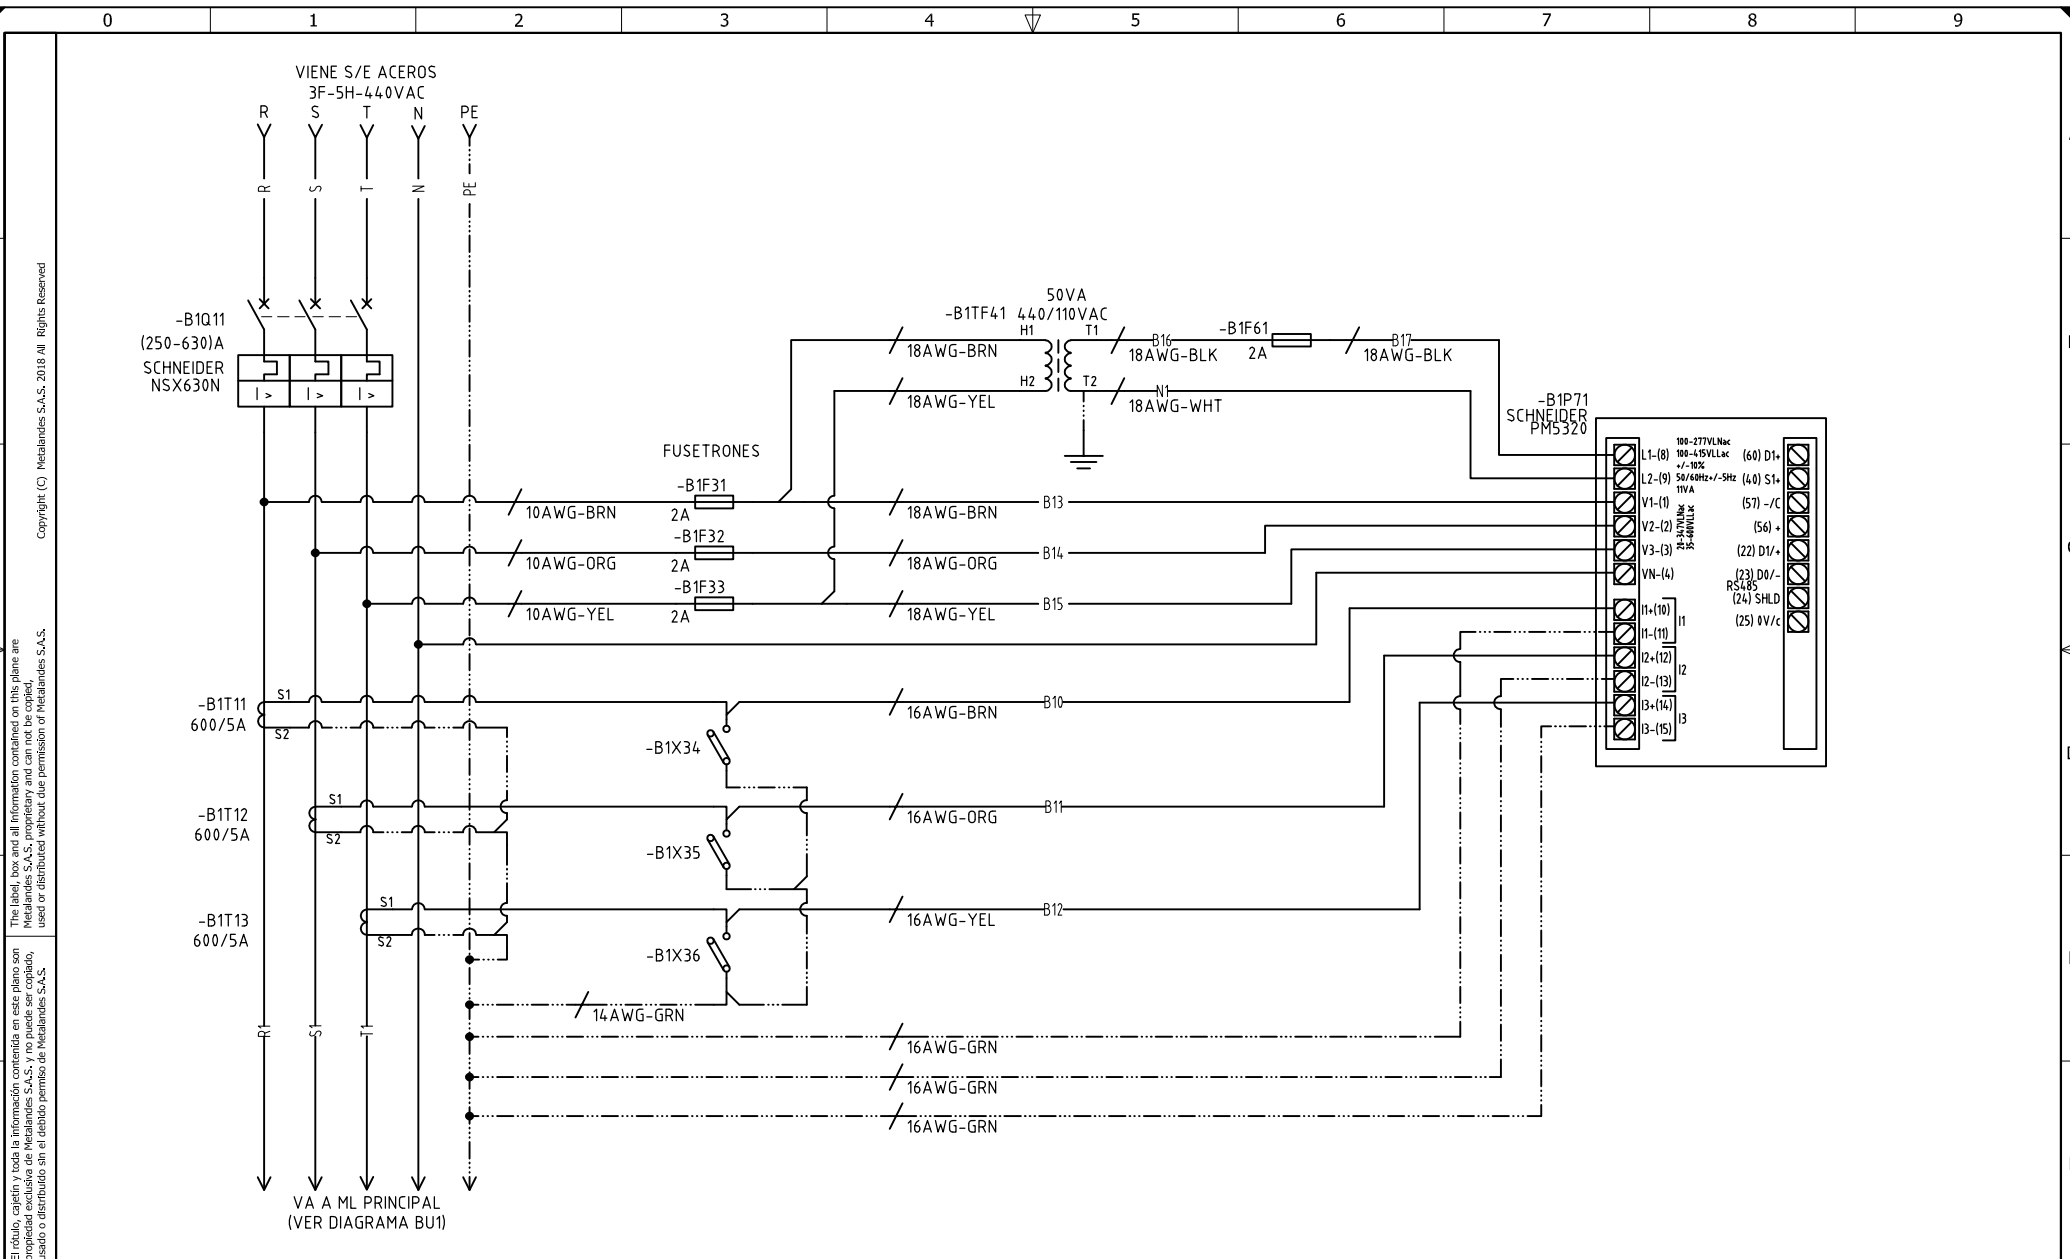 0 1 2 3 4 5 6 7 8 9
VIENE S/E ACEROS
3F-5H-440VAC
R S T N PE
R S T N PE
-B1Q11
(250-630)A
SCHNEIDER
NSX630N
I > I > I >
50VA
-B1TF41 440/110VAC
H1 T1
18AWG-BRN
B16
18AWG-BLK
-B1F61
2A
B17
18AWG-BLK
H2 T2
18AWG-YEL
N1
18AWG-WHT
FUSETRONES
-B1F31
2A
10AWG-BRN
18AWG-BRN
B13
-B1F32
2A
10AWG-ORG
18AWG-ORG
B14
-B1F33
2A
10AWG-YEL
18AWG-YEL
B15
-B1P71
SCHNEIDER
PM5320
100-277VLNac
100-415VLLac
+/-10%
50/60Hz+/-5Hz
11VA
20-347VLNac
35-600VLLac
L1-(8)
L2-(9)
V1-(1)
V2-(2)
V3-(3)
VN-(4)
I1+(10)
I1-(11)
I1
I2+(12)
I2-(13)
I2
I3+(14)
I3-(15)
I3
(60) D1+
(40) S1+
(57) -/C
(56) +
(22) D1/+
(23) D0/-
RS485
(24) SHLD
(25) 0V/c
-B1T11
600/5A
S1
S2
-B1X34
16AWG-BRN
B10
-B1T12
600/5A
S1
S2
-B1X35
16AWG-ORG
B11
-B1T13
600/5A
S1
S2
-B1X36
16AWG-YEL
B12
14AWG-GRN
16AWG-GRN
16AWG-GRN
16AWG-GRN
R1 S1 T1
VA A ML PRINCIPAL
(VER DIAGRAMA BU1)
Copyright (C) Metalandes S.A.S. 2018 All Rights Reserved
The label, box and all information contained on this plane are
Metalandes S.A.S. proprietary and can not be copied,
used or distributed without due permission of Metalandes S.A.S.
El rótulo, cajetín y toda la información contenida en este plano son
propiedad exclusiva de Metalandes S.A.S. y no puede ser copiado,
usado o distribuido sin el debido permiso de Metalandes S.A.S.